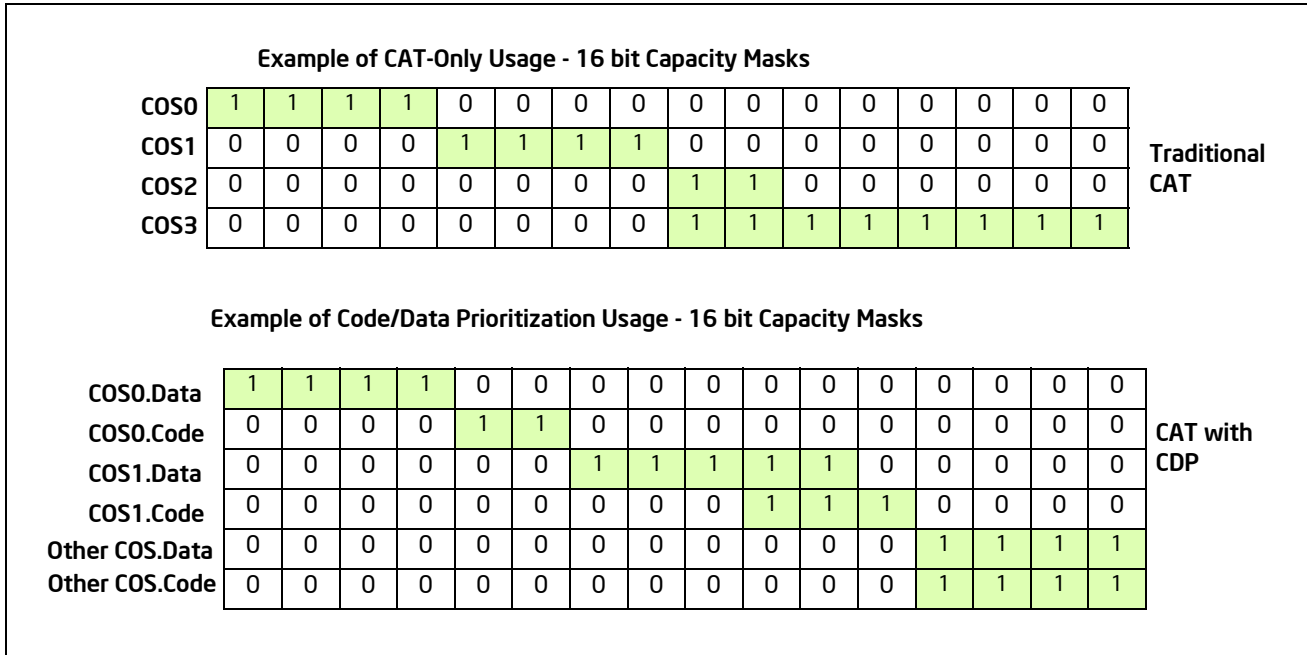 Example of CAT-Only Usage - 16 bit Capacity Masks
COS0 1 1 1 1 0 0 0 0 0 0 0 0 0 0 0 0
COS1 0 0 0 0 1 1 1 1 0 0 0 0 0 0 0 0
COS2 0 0 0 0 0 0 0 0 1 1 0 0 0 0 0 0
COS3 0 0 0 0 0 0 0 0 1 1 1 1 1 1 1 1
Traditional
CAT
Example of Code/Data Prioritization Usage - 16 bit Capacity Masks
COS0.Data 1 1 1 1 0 0 0 0 0 0 0 0 0 0 0 0
COS0.Code 0 0 0 0 1 1 0 0 0 0 0 0 0 0 0 0
COS1.Data 0 0 0 0 0 0 1 1 1 1 1 0 0 0 0 0
COS1.Code 0 0 0 0 0 0 0 0 0 1 1 1 0 0 0 0
Other COS.Data 0 0 0 0 0 0 0 0 0 0 0 0 1 1 1 1
Other COS.Code 0 0 0 0 0 0 0 0 0 0 0 0 1 1 1 1
CAT with
CDP